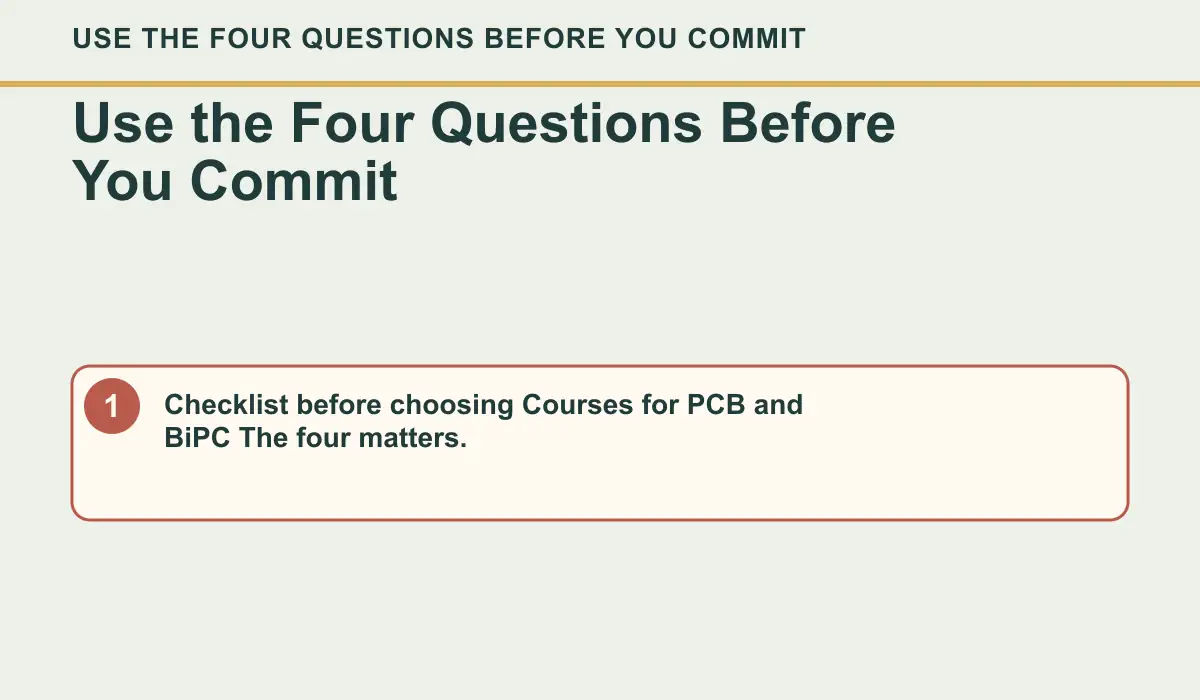 USE THE FOUR QUESTIONS BEFORE YOU COMMIT
Use the Four Questions Before
You Commit
1
Checklist before choosing Courses for PCB and
BiPC The four matters.